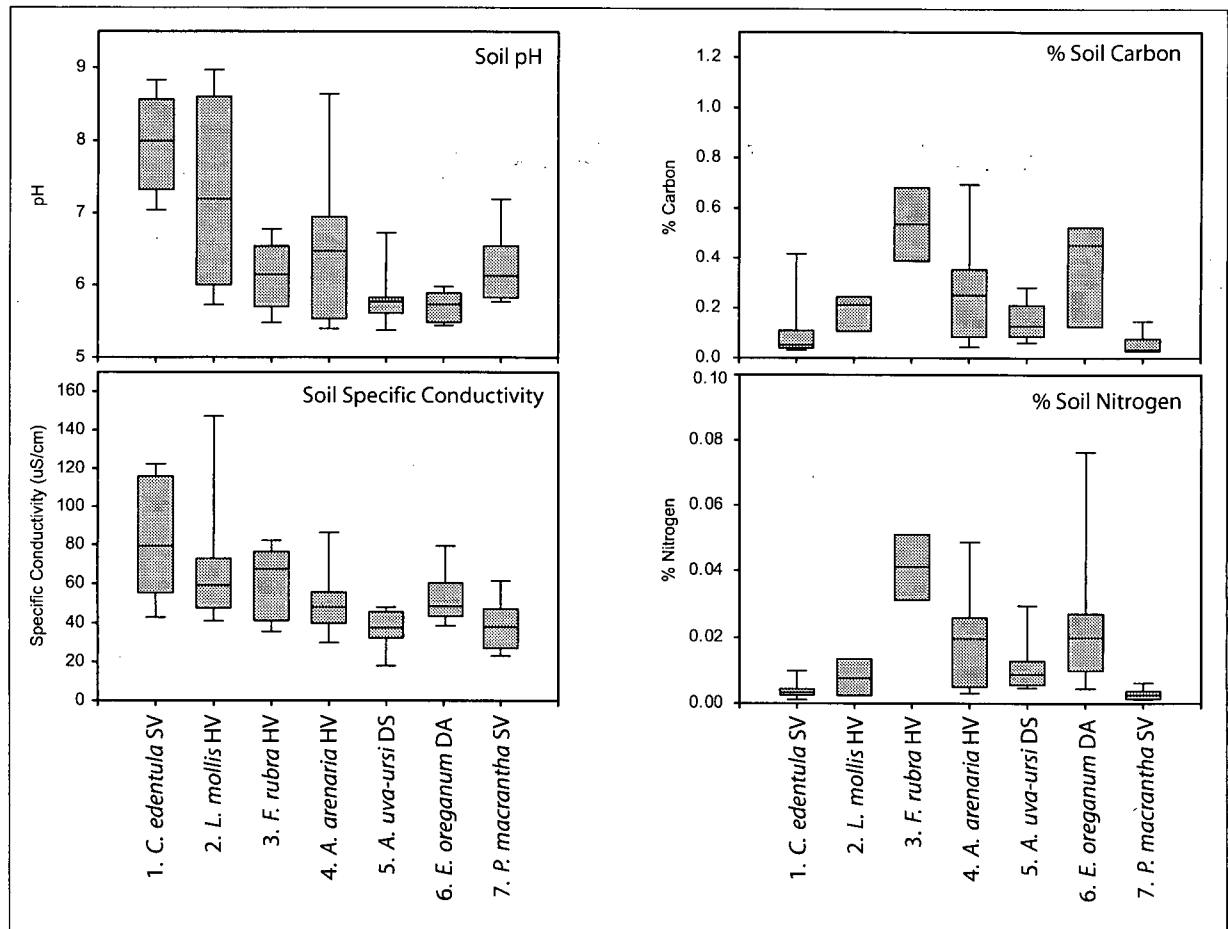 Soil pH
9
8
7
6
5
pH
% Soil Carbon
1.2
1.0
0.8
0.6
0.4
0.2
0.0
% Carbon
Soil Specific Conductivity
160
140
120
100
80
60
40
20
0
Specific Conductivity (uS/cm)
% Soil Nitrogen
0.10
0.08
0.06
0.04
0.02
0.00
% Nitrogen
1. C. edentula SV
2. L. mollis HV
3. F. rubra HV
4. A. arenaria HV
5. A. uva-ursi DS
6. E. oreganum DA
7. P. macrantha SV
1. C. edentula SV
2. L. mollis HV
3. F. rubra HV
4. A. arenaria HV
5. A. uva-ursi DS
6. E. oreganum DA
7. P. macrantha SV